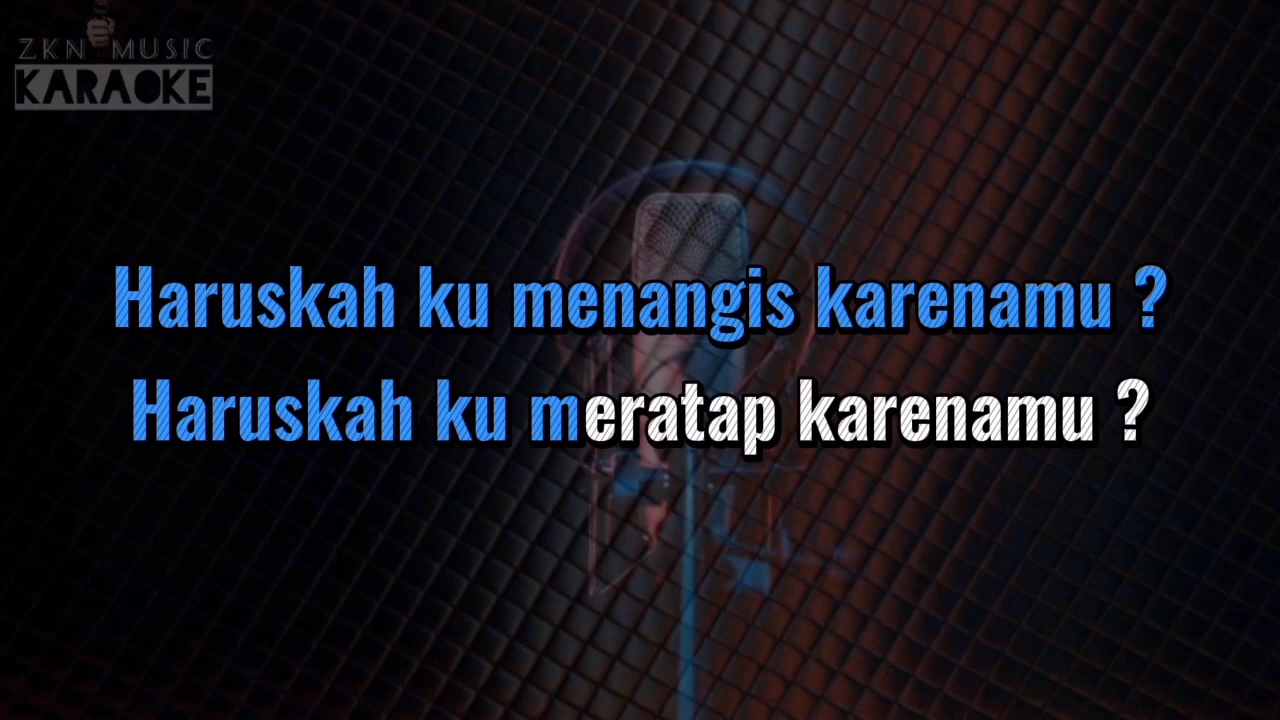 ZKN MUSIC
KARAOKE
Haruskah ku menangis karenamu ?
Haruskah ku meratap karenamu ?